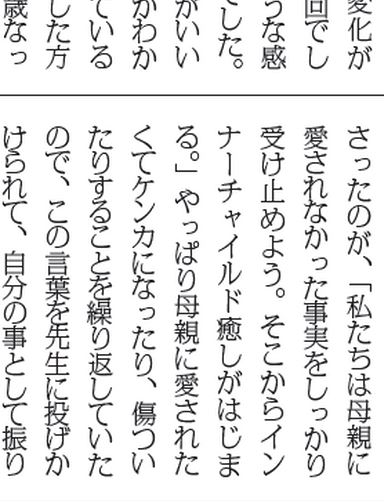 変化が
回でし
うな感
でした。
がいい
かわか
ている
した方
歳なっ
さったのが、「私たちは母親に
愛されなかった事実をしっかり
受け止めよう。そこからイン
ナーチャイルド癒しがはじま
る。」やっぱり母親に愛された
くてケンカになったり、傷つい
たりすることを繰り返していた
ので、この言葉を先生に投げか
けられて、自分の事として振り